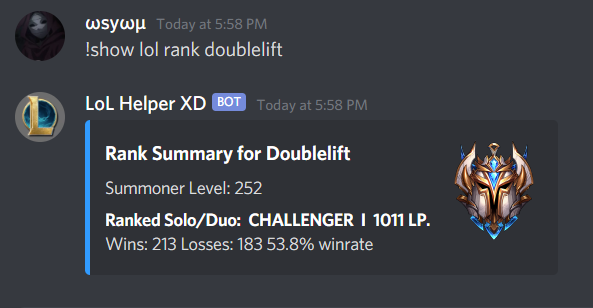 ωsyωμ Today at 5:58 PM
!show lol rank doublelift
LoL Helper XD BOT Today at 5:58 PM
Rank Summary for Doublelift
Summoner Level: 252
Ranked Solo/Duo: CHALLENGER I 1011 LP.
Wins: 213 Losses: 183 53.8% winrate